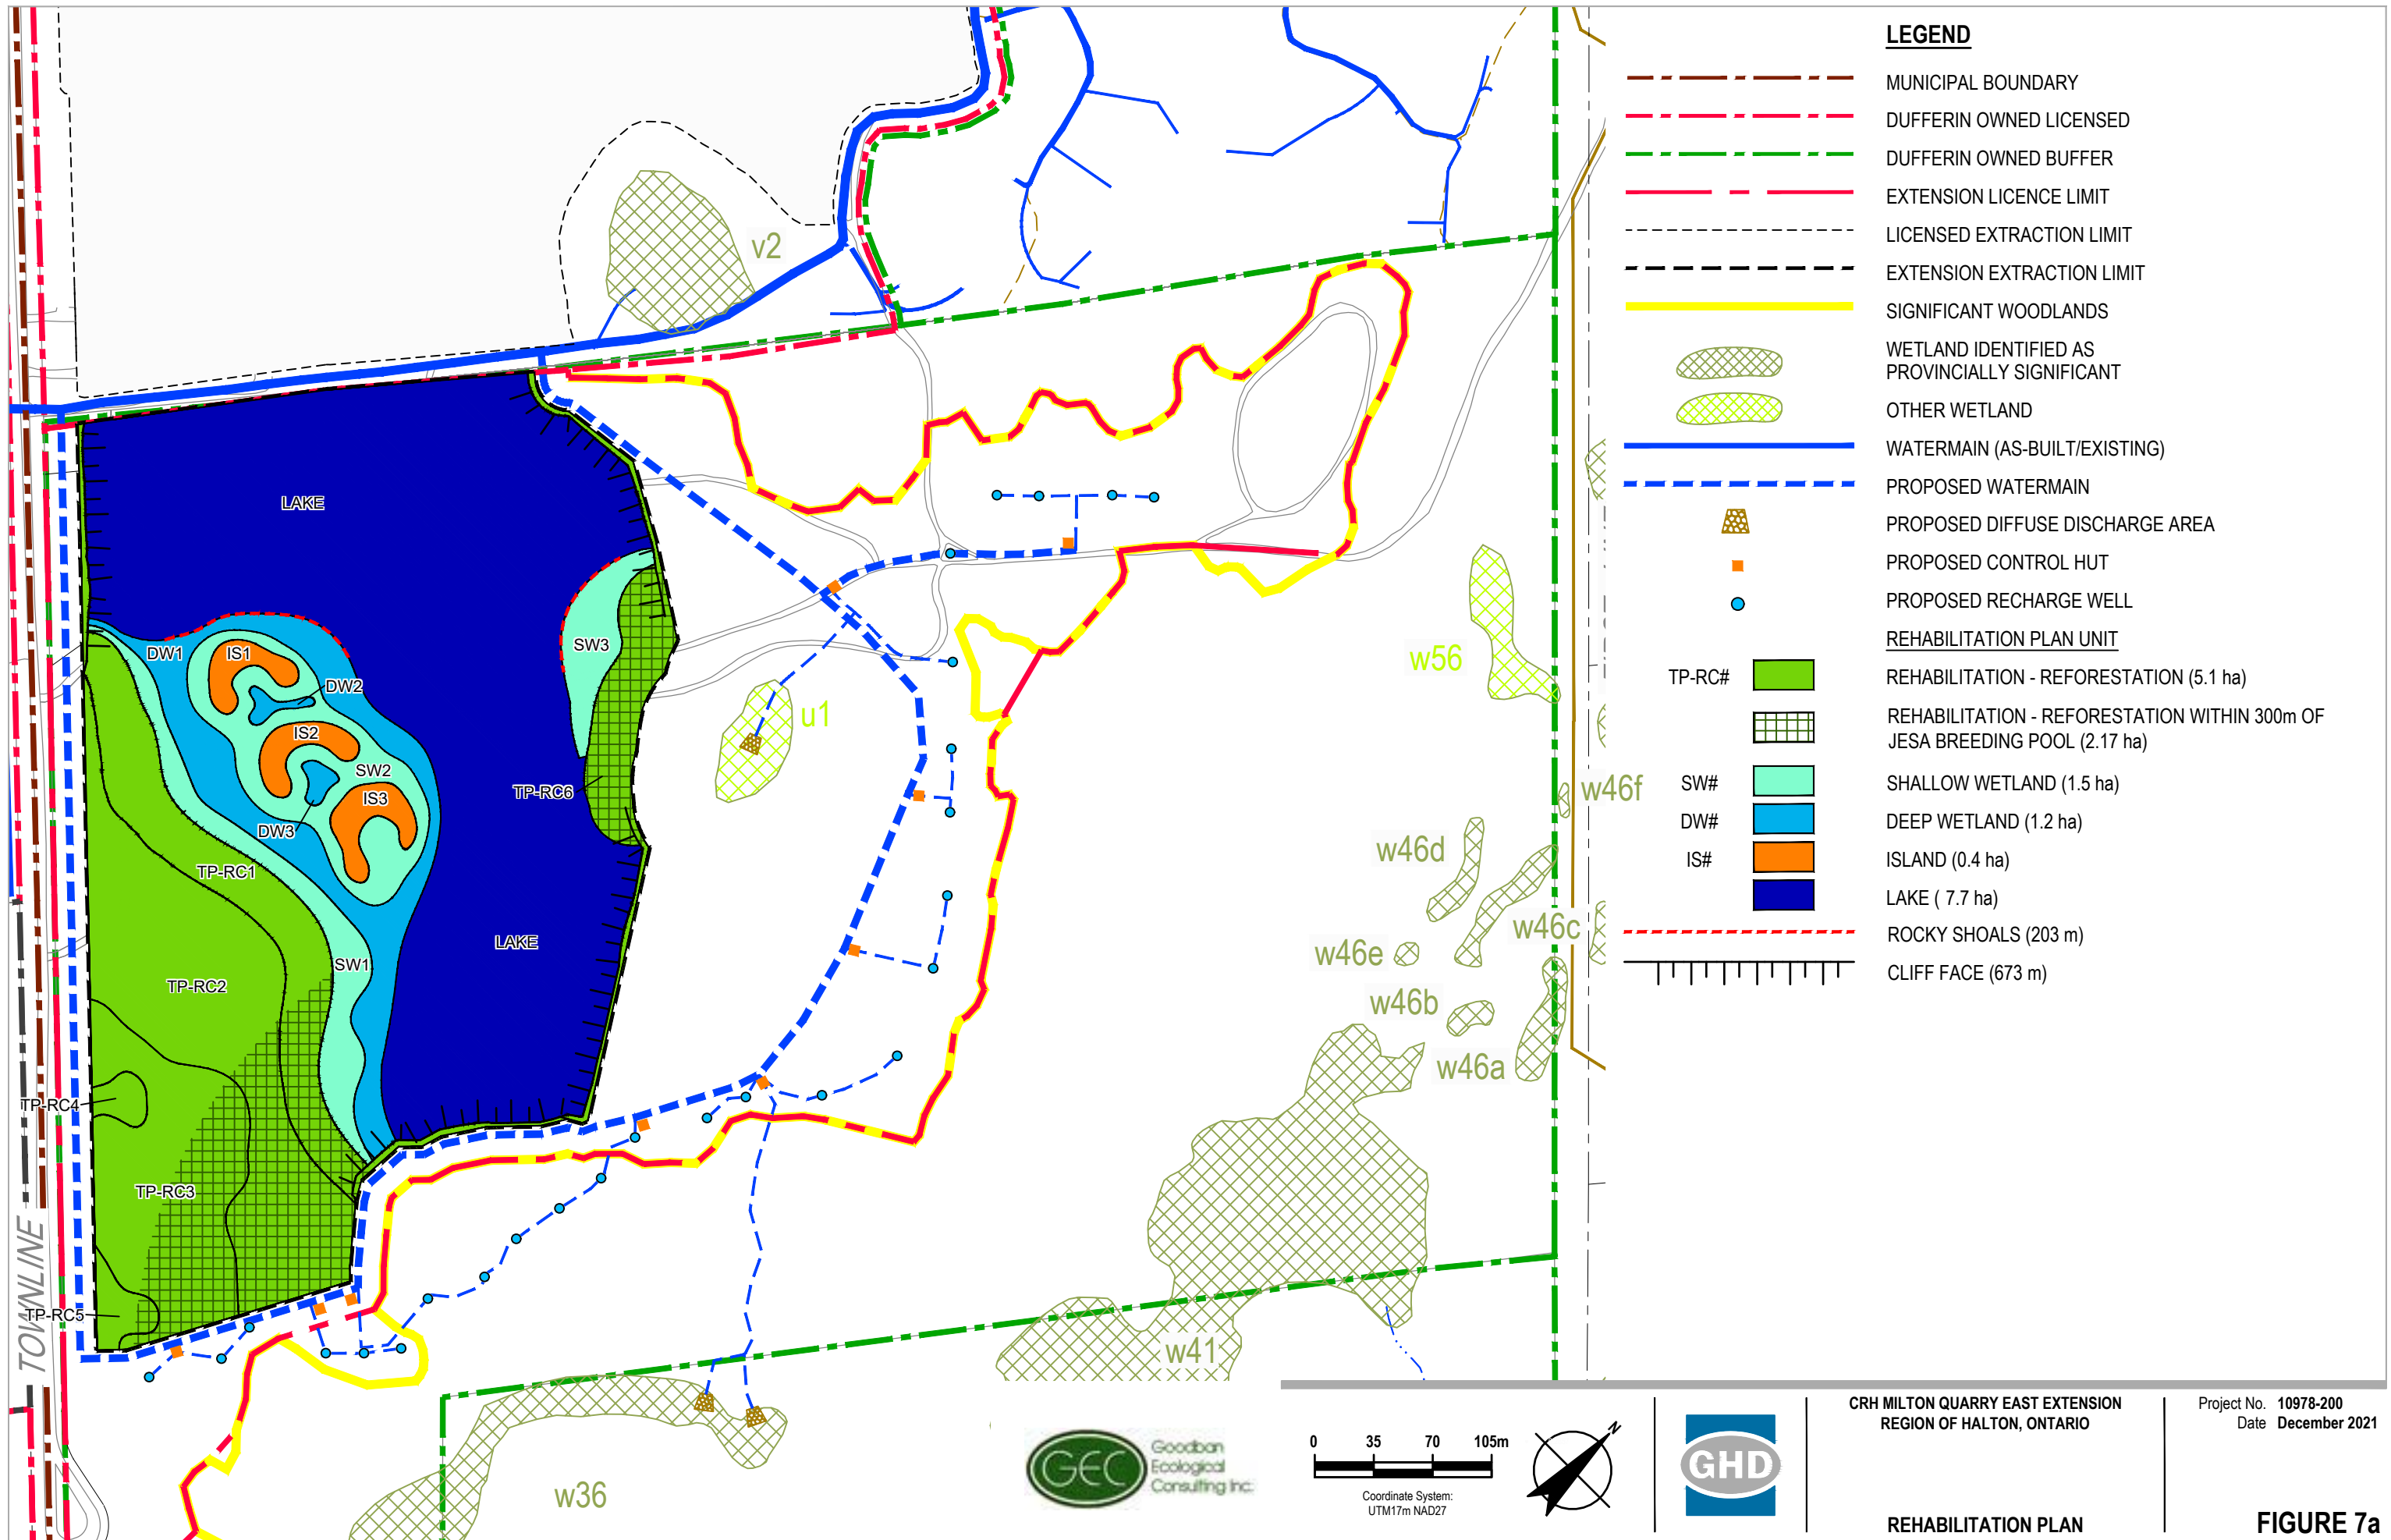 LEGEND
MUNICIPAL BOUNDARY
DUFFERIN OWNED LICENSED
DUFFERIN OWNED BUFFER
EXTENSION LICENCE LIMIT
LICENSED EXTRACTION LIMIT
EXTENSION EXTRACTION LIMIT
SIGNIFICANT WOODLANDS
WETLAND IDENTIFIED AS
PROVINCIALLY SIGNIFICANT
OTHER WETLAND
WATERMAIN (AS-BUILT/EXISTING)
PROPOSED WATERMAIN
PROPOSED DIFFUSE DISCHARGE AREA
PROPOSED CONTROL HUT
PROPOSED RECHARGE WELL
REHABILITATION PLAN UNIT
TP-RC# REHABILITATION - REFORESTATION (5.1 ha)
REHABILITATION - REFORESTATION WITHIN 300m OF
JESA BREEDING POOL (2.17 ha)
SW# SHALLOW WETLAND (1.5 ha)
DW# DEEP WETLAND (1.2 ha)
IS# ISLAND (0.4 ha)
LAKE ( 7.7 ha)
ROCKY SHOALS (203 m)
CLIFF FACE (673 m)
v2
LAKE
SW3
DW1
IS1
DW2
IS2
SW2
IS3
DW3
TP-RC6
TP-RC1
LAKE
SW1
TP-RC2
TP-RC4
TP-RC3
TP-RC5
TOWNLINE
u1
w56
w46f
w46d
w46c
w46e
w46b
w46a
w41
w36
GEC
Goodban
Ecological
Consulting Inc.
0 35 70 105m
Coordinate System:
UTM17m NAD27
N
GHD
CRH MILTON QUARRY EAST EXTENSION
REGION OF HALTON, ONTARIO
REHABILITATION PLAN
Project No. 10978-200
Date December 2021
FIGURE 7a